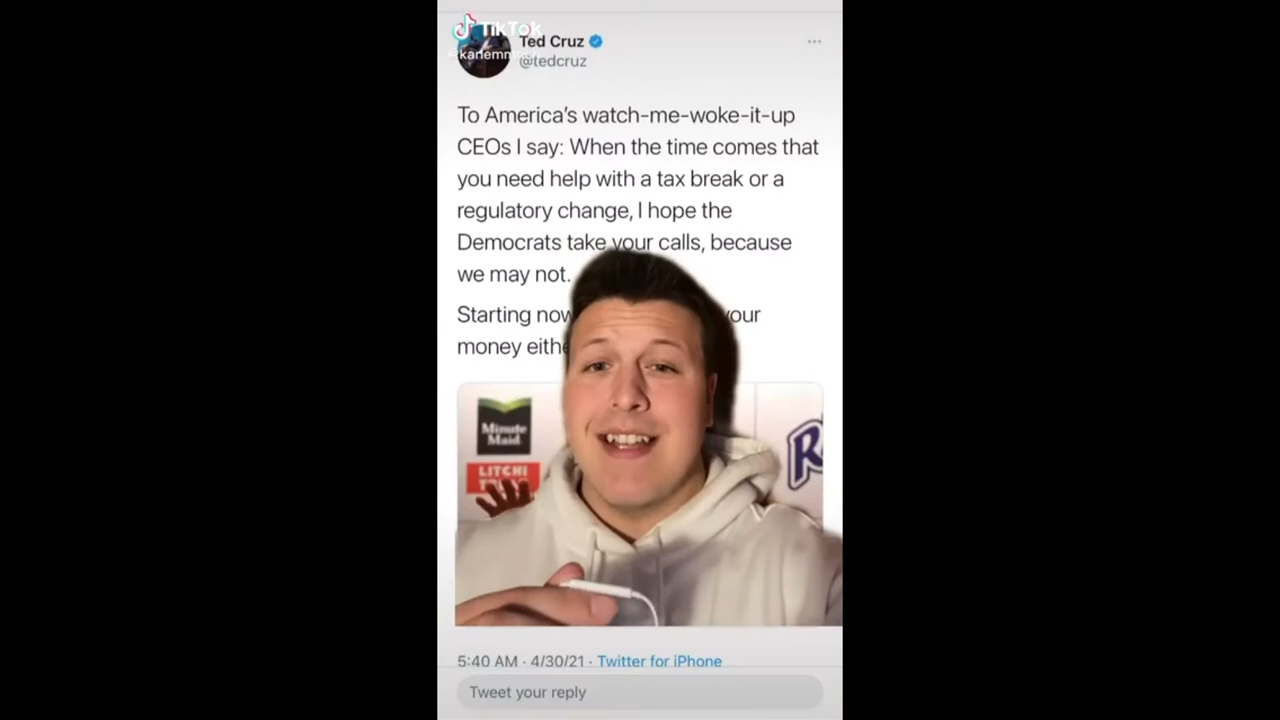 TikTok
Ted Cruz
@tedcruz
To America's watch-me-woke-it-up
CEOs I say: When the time comes that
you need help with a tax break or a
regulatory change, I hope the
Democrats take your calls, because
we may not.
Starting now your
money
Minute
Maid
LITCHI
5:40 AM · 4/30/21 · Twitter for iPhone
Tweet your reply